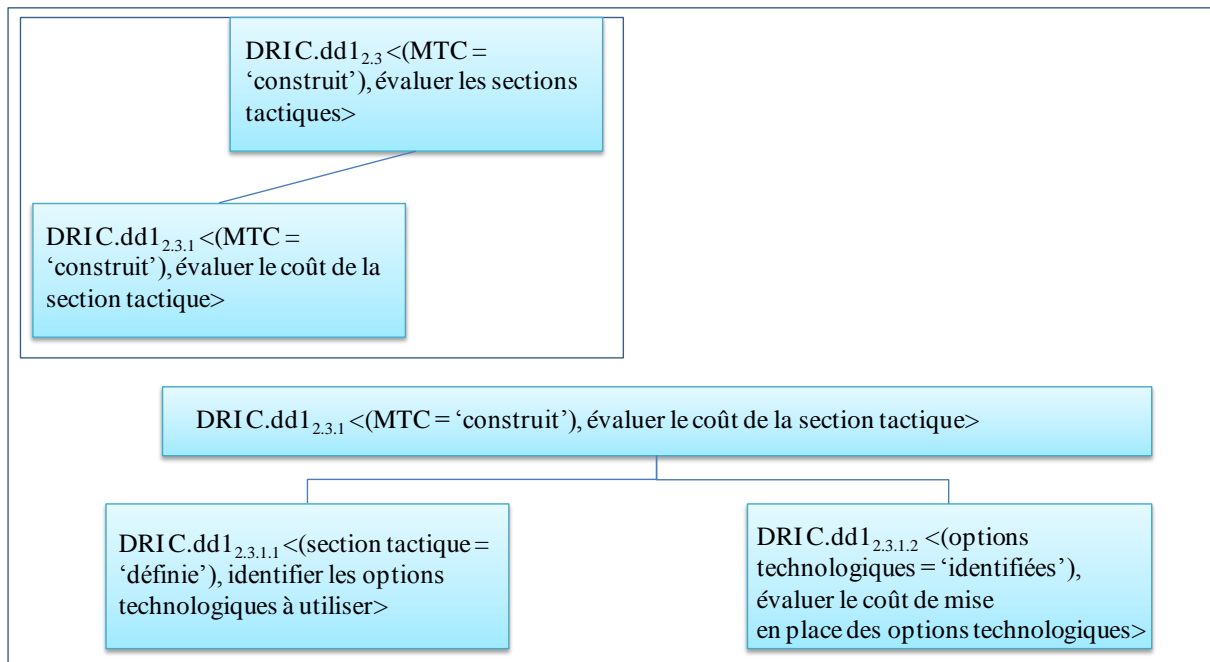 DRIC.dd12.3 <(MTC =
‘construit’), évaluer les sections
tactiques>
DRIC.dd12.3.1 <(MTC =
‘construit’), évaluer le coût de la
section tactique>
DRIC.dd12.3.1 <(MTC = ‘construit’), évaluer le coût de la section tactique>
DRIC.dd12.3.1.1 <(section tactique =
‘définie’), identifier les options
technologiques à utiliser>
DRIC.dd12.3.1.2 <(options
technologiques = ‘identifiées’),
évaluer le coût de mise
en place des options technologiques>